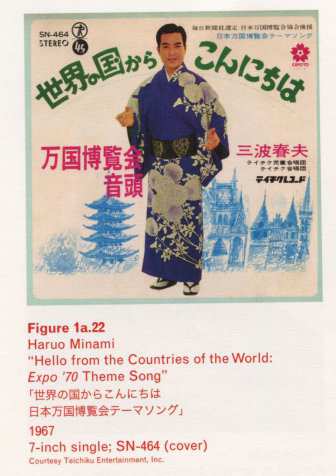 SN-464
STEREO
45
毎日新聞社選定 日本万国博覧会協会後援
日本万国博覧会テーマソング
EXPO'70
世界の国から
こんにちは
万国博覧会
音頭
三波春夫
テイチク児童合唱団
テイチク合唱団
テイチクレコード
Figure 1a.22
Haruo Minami
“Hello from the Countries of the World:
Expo ’70 Theme Song”
「世界の国からこんにちは
日本万国博覧会テーマソング」
1967
7-inch single; SN-464 (cover)
Courtesy Teichiku Entertainment, Inc.